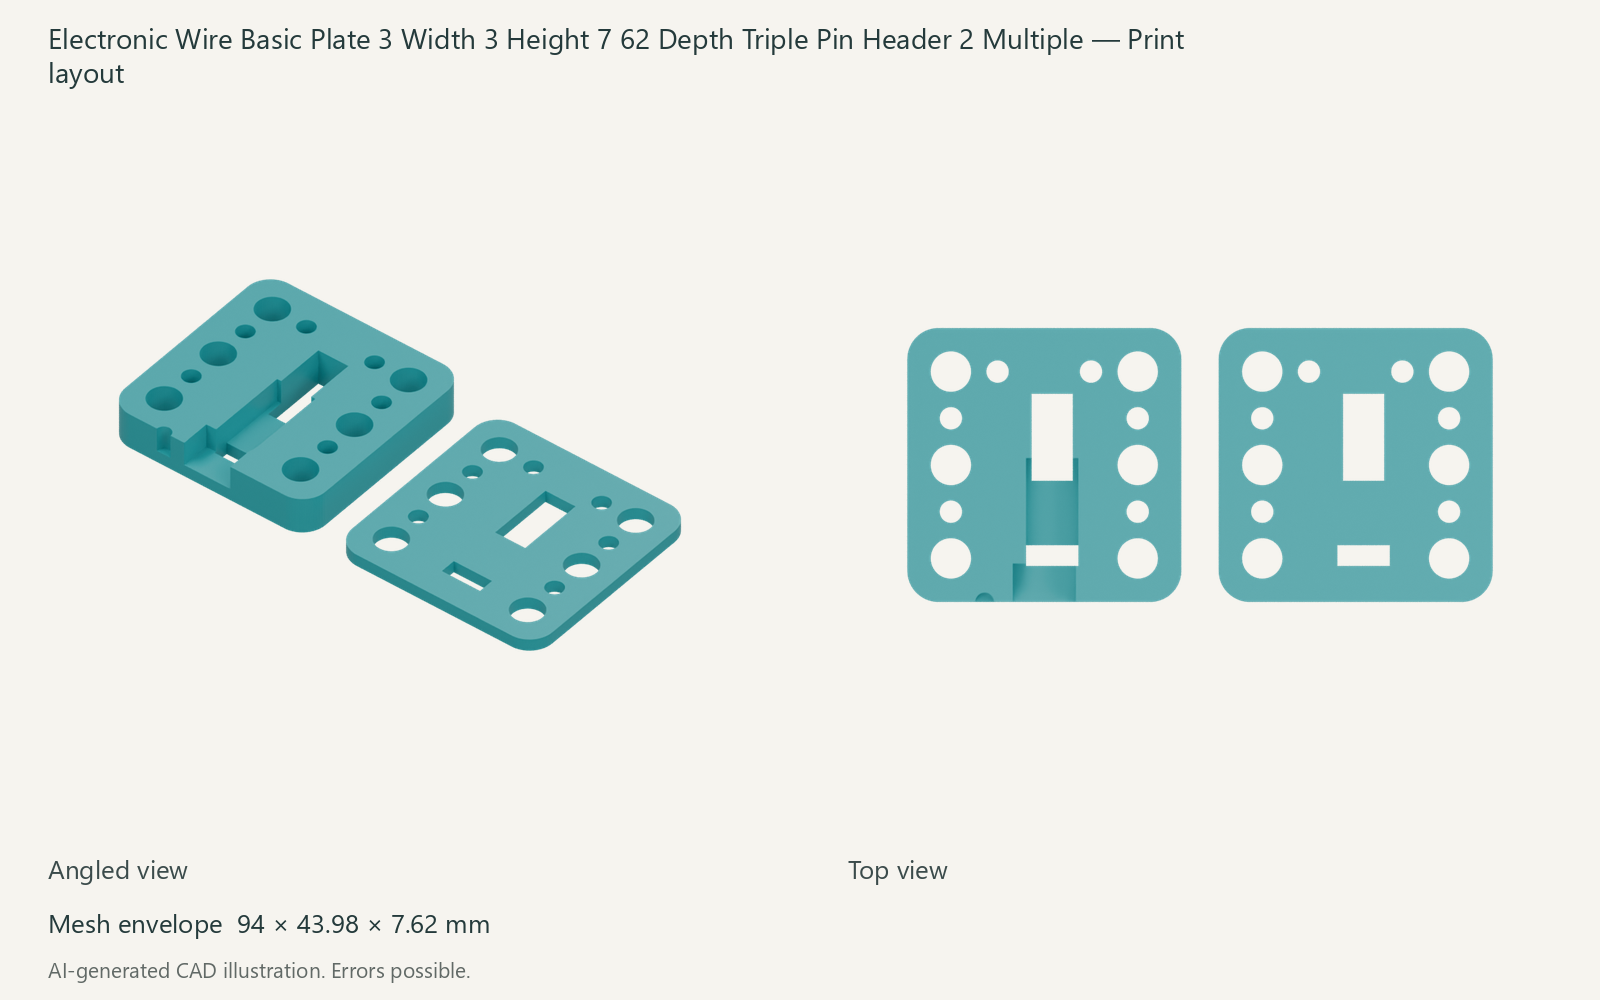 Electronic Wire Basic Plate 3 Width 3 Height 7 62 Depth Triple Pin Header 2 Multiple — Print
layout
Angled view
Top view
Mesh envelope 94 × 43.98 × 7.62 mm
AI-generated CAD illustration. Errors possible.